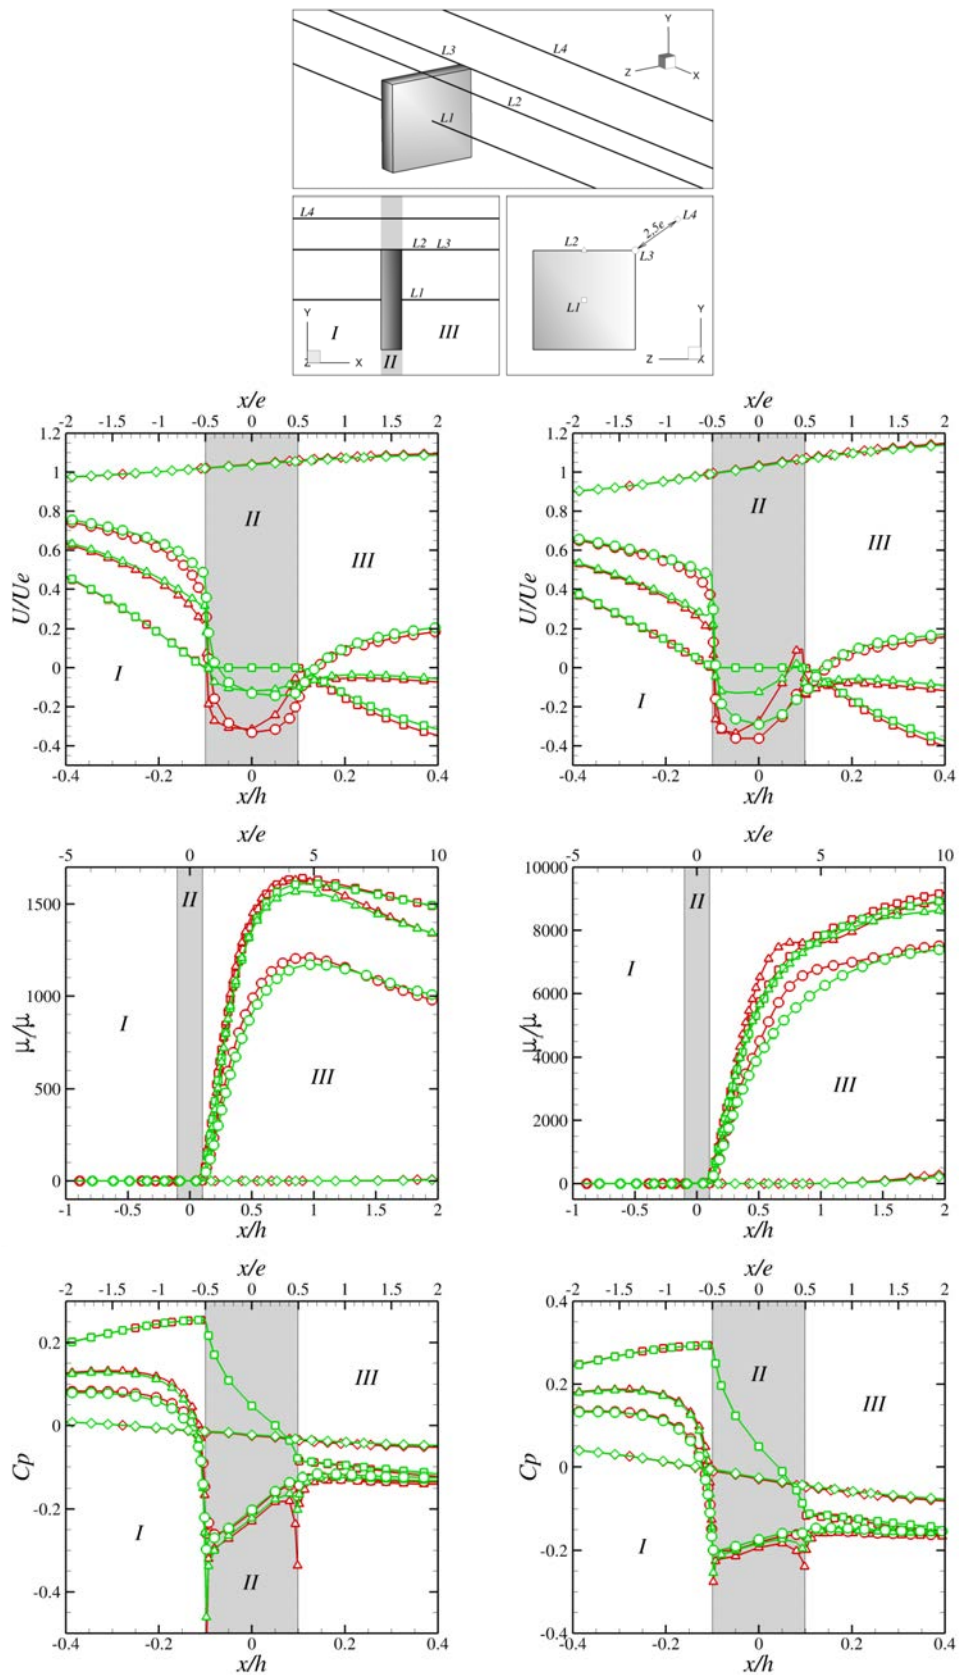 L3
L4
Y
Z
X
L2
L1
L4
L2 L3
L1
Y
I
III
Z
X
II
L4
2,5e
L2
L3
L1
Y
Z
X
x/e
-2 -1.5 -1 -0.5 0 0.5 1 1.5 2
1.2
1
0.8
0.6
0.4
0.2
0
-0.2
-0.4
U/Ue
II
III
I
-0.4 -0.2 0 0.2 0.4
x/h
x/e
-2 -1.5 -1 -0.5 0 0.5 1 1.5 2
1.2
1
0.8
0.6
0.4
0.2
0
-0.2
-0.4
U/Ue
II
III
I
-0.4 -0.2 0 0.2 0.4
x/h
x/e
-5 0 5 10
1500
1000
500
0
μt/μ
II
I
III
-1 -0.5 0 0.5 1 1.5 2
x/h
x/e
-5 0 5 10
10000
8000
6000
4000
2000
0
μt/μ
II
I
III
-1 -0.5 0 0.5 1 1.5 2
x/h
x/e
-2 -1.5 -1 -0.5 0 0.5 1 1.5 2
0.2
0
-0.2
-0.4
Cp
III
I
II
-0.4 -0.2 0 0.2 0.4
x/h
x/e
-2 -1.5 -1 -0.5 0 0.5 1 1.5 2
0.4
0.2
0
-0.2
-0.4
Cp
II
III
I
-0.4 -0.2 0 0.2 0.4
x/h